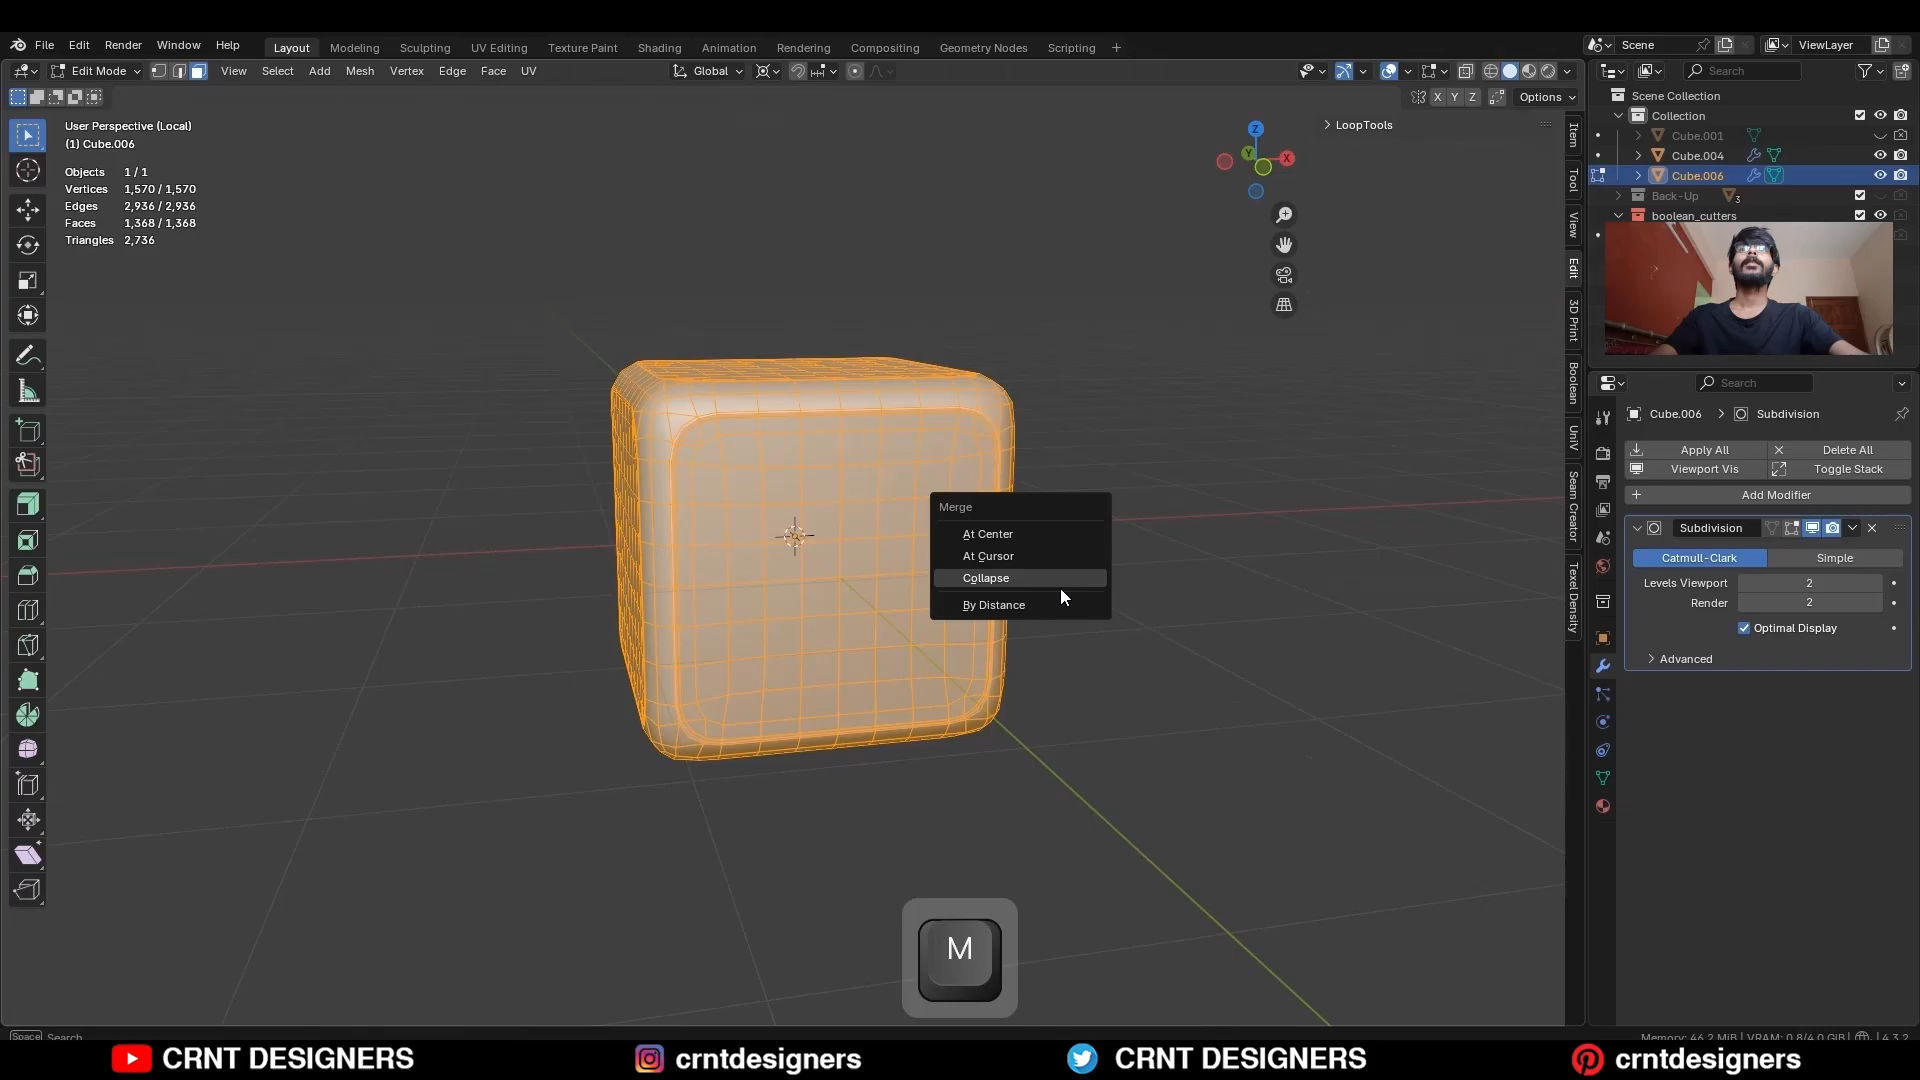 File Edit Render Window Help
Layout Modeling Sculpting UV Editing Texture Paint Shading Animation Rendering Compositing Geometry Nodes Scripting +
Scene
ViewLayer
Edit Mode
View Select Add Mesh Vertex Edge Face UV
Global
Search
X Y Z
Options
User Perspective (Local)
(1) Cube.006
Objects 1 / 1
Vertices 1,570 / 1,570
Edges 2,936 / 2,936
Faces 1,368 / 1,368
Triangles 2,736
LoopTools
Z
Y
X
Item
Tool
View
Edit
3D Print
Boolean
UniV
Seam Creator
Texel Density
Scene Collection
Collection
Cube.001
Cube.004
Cube.006
Back-Up
3
boolean_cutters
Search
Cube.006 > Subdivision
Apply All
Delete All
Viewport Vis
Toggle Stack
Add Modifier
Subdivision
Catmull-Clark
Simple
Levels Viewport 2
Render 2
Optimal Display
Advanced
Merge
At Center
At Cursor
Collapse
By Distance
M
Space Search
Memory: 46.2 MiB | VRAM: 0.8/4.0 GiB | 4.3.2
CRNT DESIGNERS
crntdesigners
CRNT DESIGNERS
crntdesigners